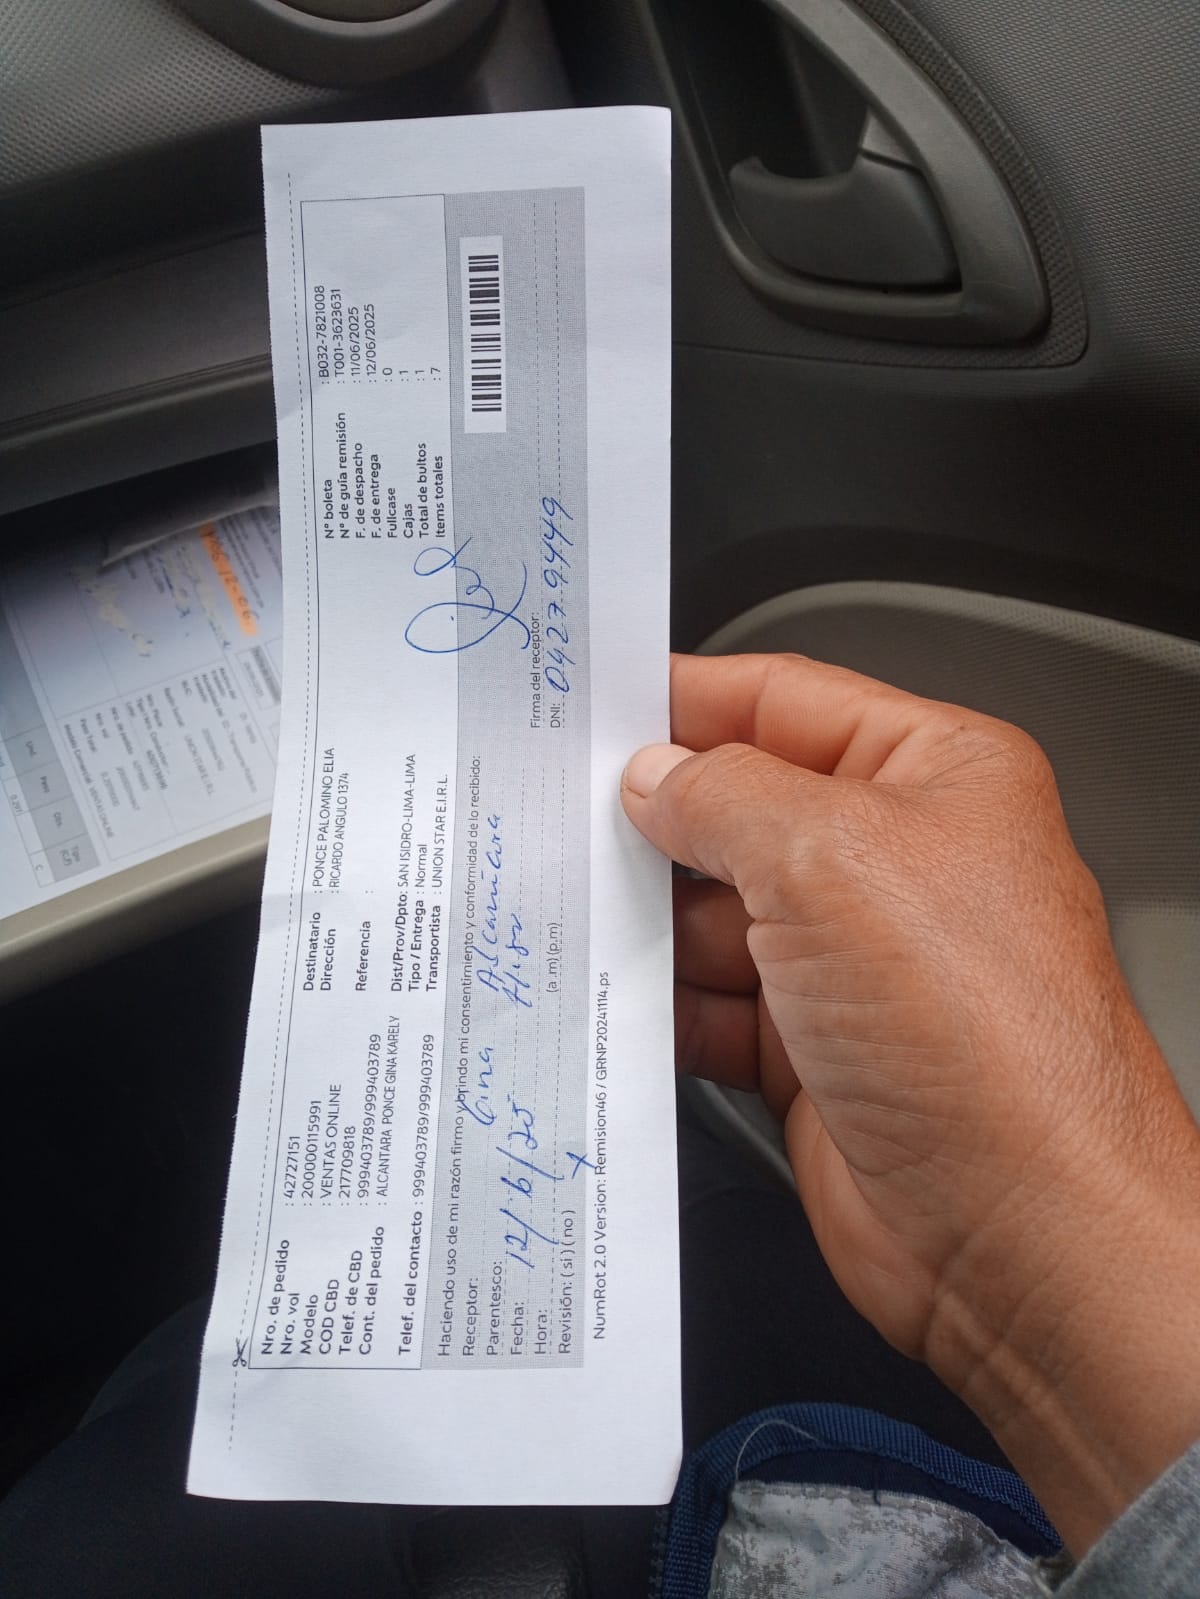 Nro. de pedido : 42727151
Nro. vol : 200000115991
Modelo : VENTAS ONLINE
COD CBD : 217709818
Telef. de CBD : 999403789/999403789
Cont. del pedido : ALCANTARA PONCE GINA KARELY
Telef. del contacto : 999403789/999403789
Destinatario : PONCE PALOMINO ELIA
Dirección : RICARDO ANGULO 1374
Referencia :
Dist/Prov/Dpto: SAN ISIDRO-LIMA-LIMA
Tipo / Entrega : Normal
Transportista : UNION STAR E.I.R.L.
N° boleta : B032-7821008
N° de guía remisión : T001-3623631
F. de despacho : 11/06/2025
F. de entrega : 12/06/2025
Fullcase : 0
Cajas : 1
Total de bultos : 1
Items totales : 7
Haciendo uso de mi razón firmo y brindo mi consentimiento y conformidad de lo recibido:
Receptor: Gina
Parentesco:
Fecha: 12/6/25
Hora: (a.m)(p.m)
Revisión: (si)(no)
Firma del receptor:
DNI: 04279449
NumRot 2.0 Version: Remision46 / GRNP20241114.ps